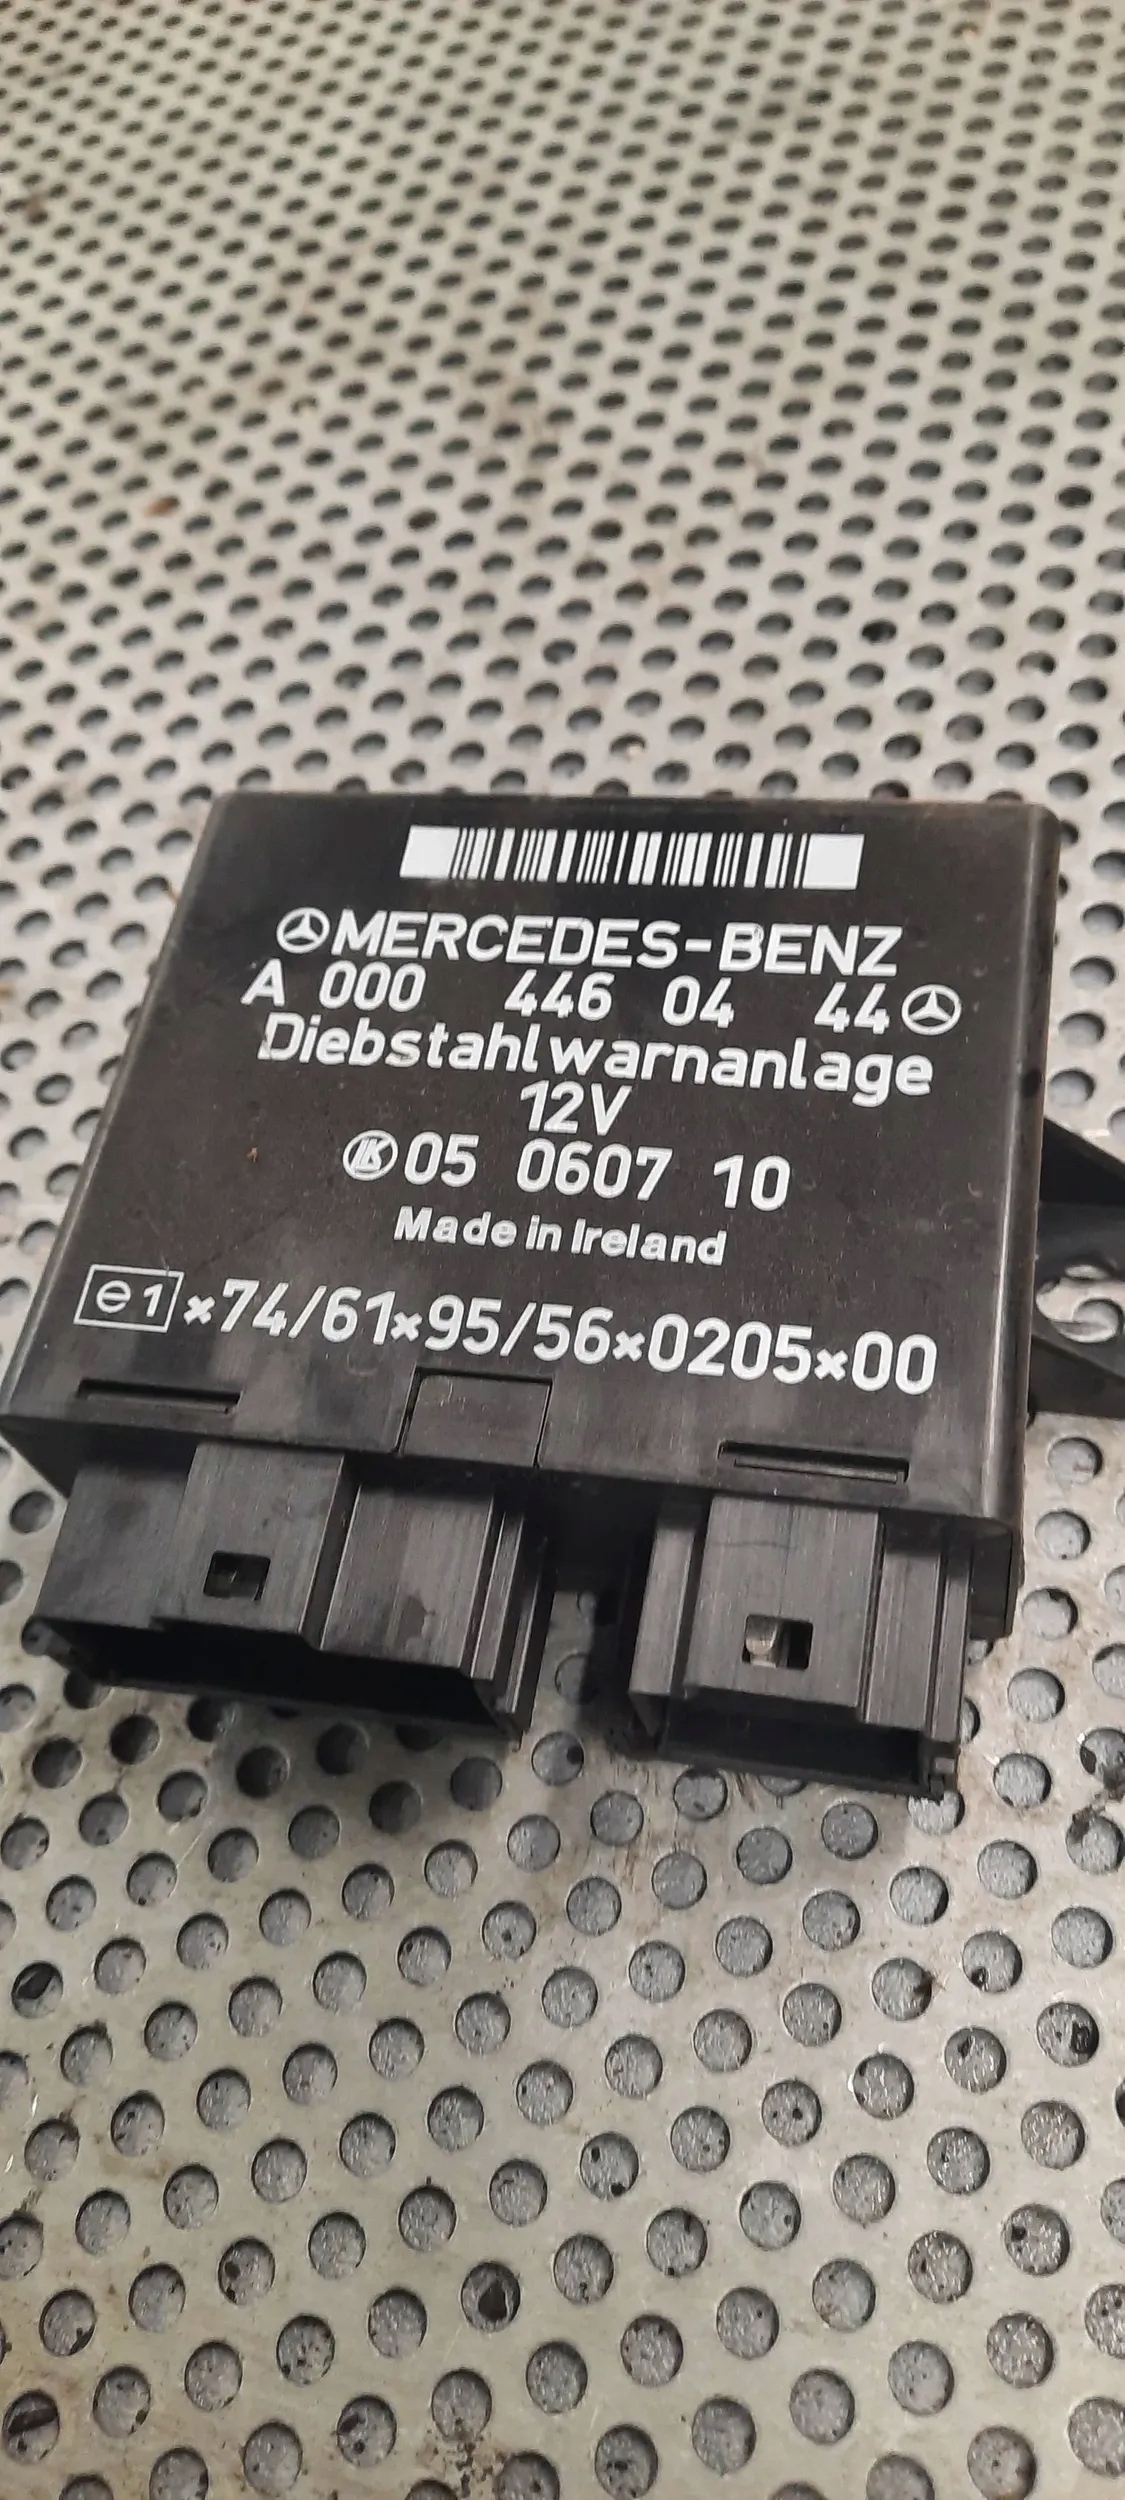 MERCEDES-BENZ
A 000 446 04 44
Diebstahlwarnanlage
12V
05 0607 10
Made in Ireland
e1 *74/61*95/56*0205*00